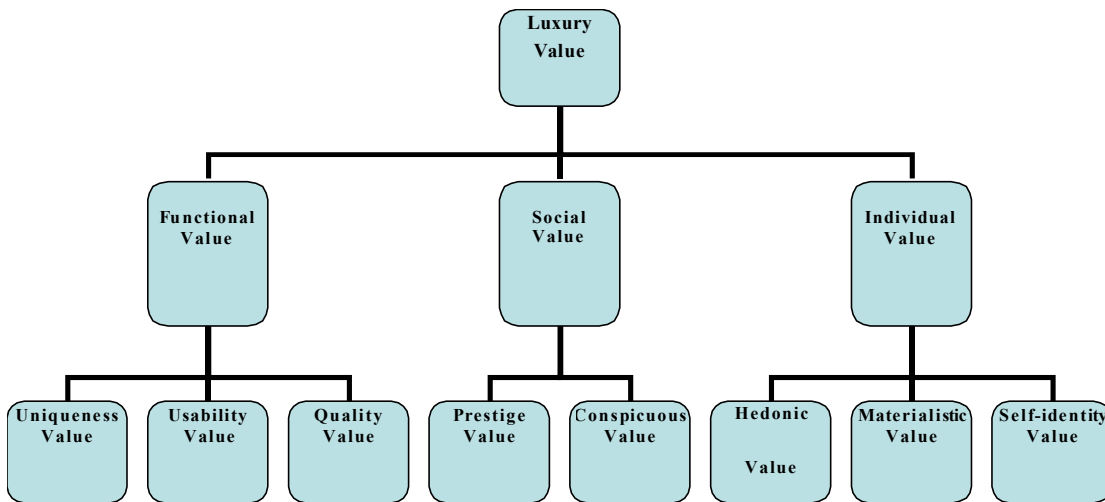 Luxury
Value
Functional
Value
Social
Value
Individual
Value
Uniqueness
Value
Usability
Value
Quality
Value
Prestige
Value
Conspcuous
Value
Hedonic
Value
Materialistic
Value
Self-identity
Value